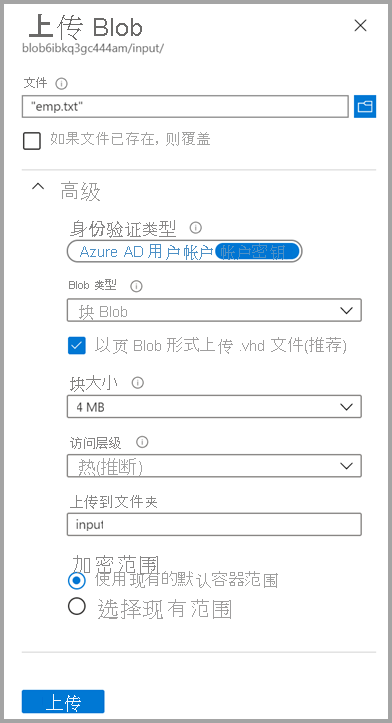 上传 Blob
blob6ibkq3gc444am/input/
文件
"emp.txt"
如果文件已存在, 则覆盖
高级
身份验证类型
Azure AD 用户帐户 帐户密钥
Blob 类型
块 Blob
以页 Blob 形式上传 .vhd 文件(推荐)
块大小
4 MB
访问层级
热(推断)
上传到文件夹
input
加密范围
使用现有的默认容器范围
选择现有范围
上传